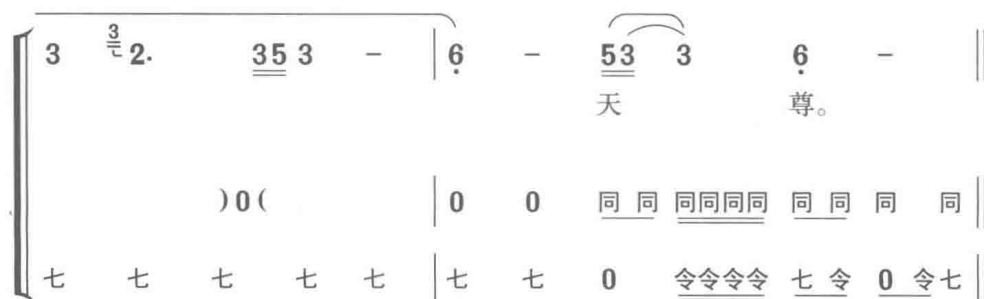 3 3 2. 35 3 - | 6 - 53 3 6 - ‖
天 尊。
)0( | 0 0 同 同 同同同同 同 同 同 同 ‖
七 七 七 七 七 | 七 七 0 令令令令 七 令 0 令七 ‖